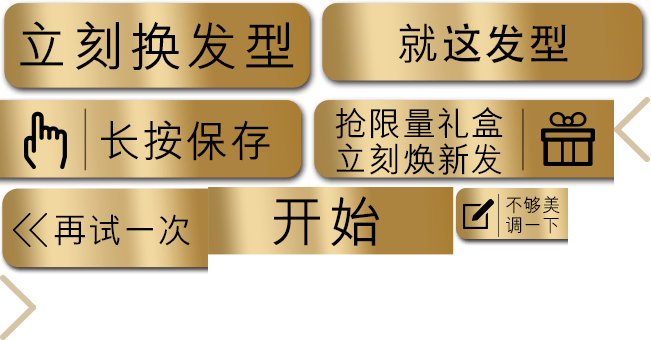 立刻换发型
就这发型
长按保存
抢限量礼盒
立刻焕新发
再试一次
开始
不够美
调一下